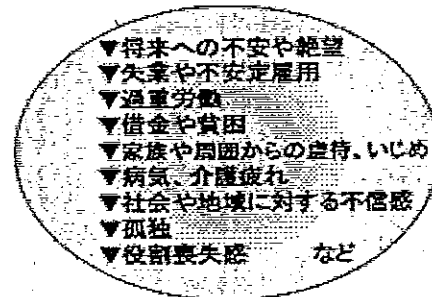 ▼将来への不安や絶望
▼失業や不安定雇用
▼過重労働
▼借金や貧困
▼家族や周囲からの虐待、いじめ
▼病気、介護疲れ
▼社会や地域に対する不信感
▼孤独
▼役割喪失感　　など